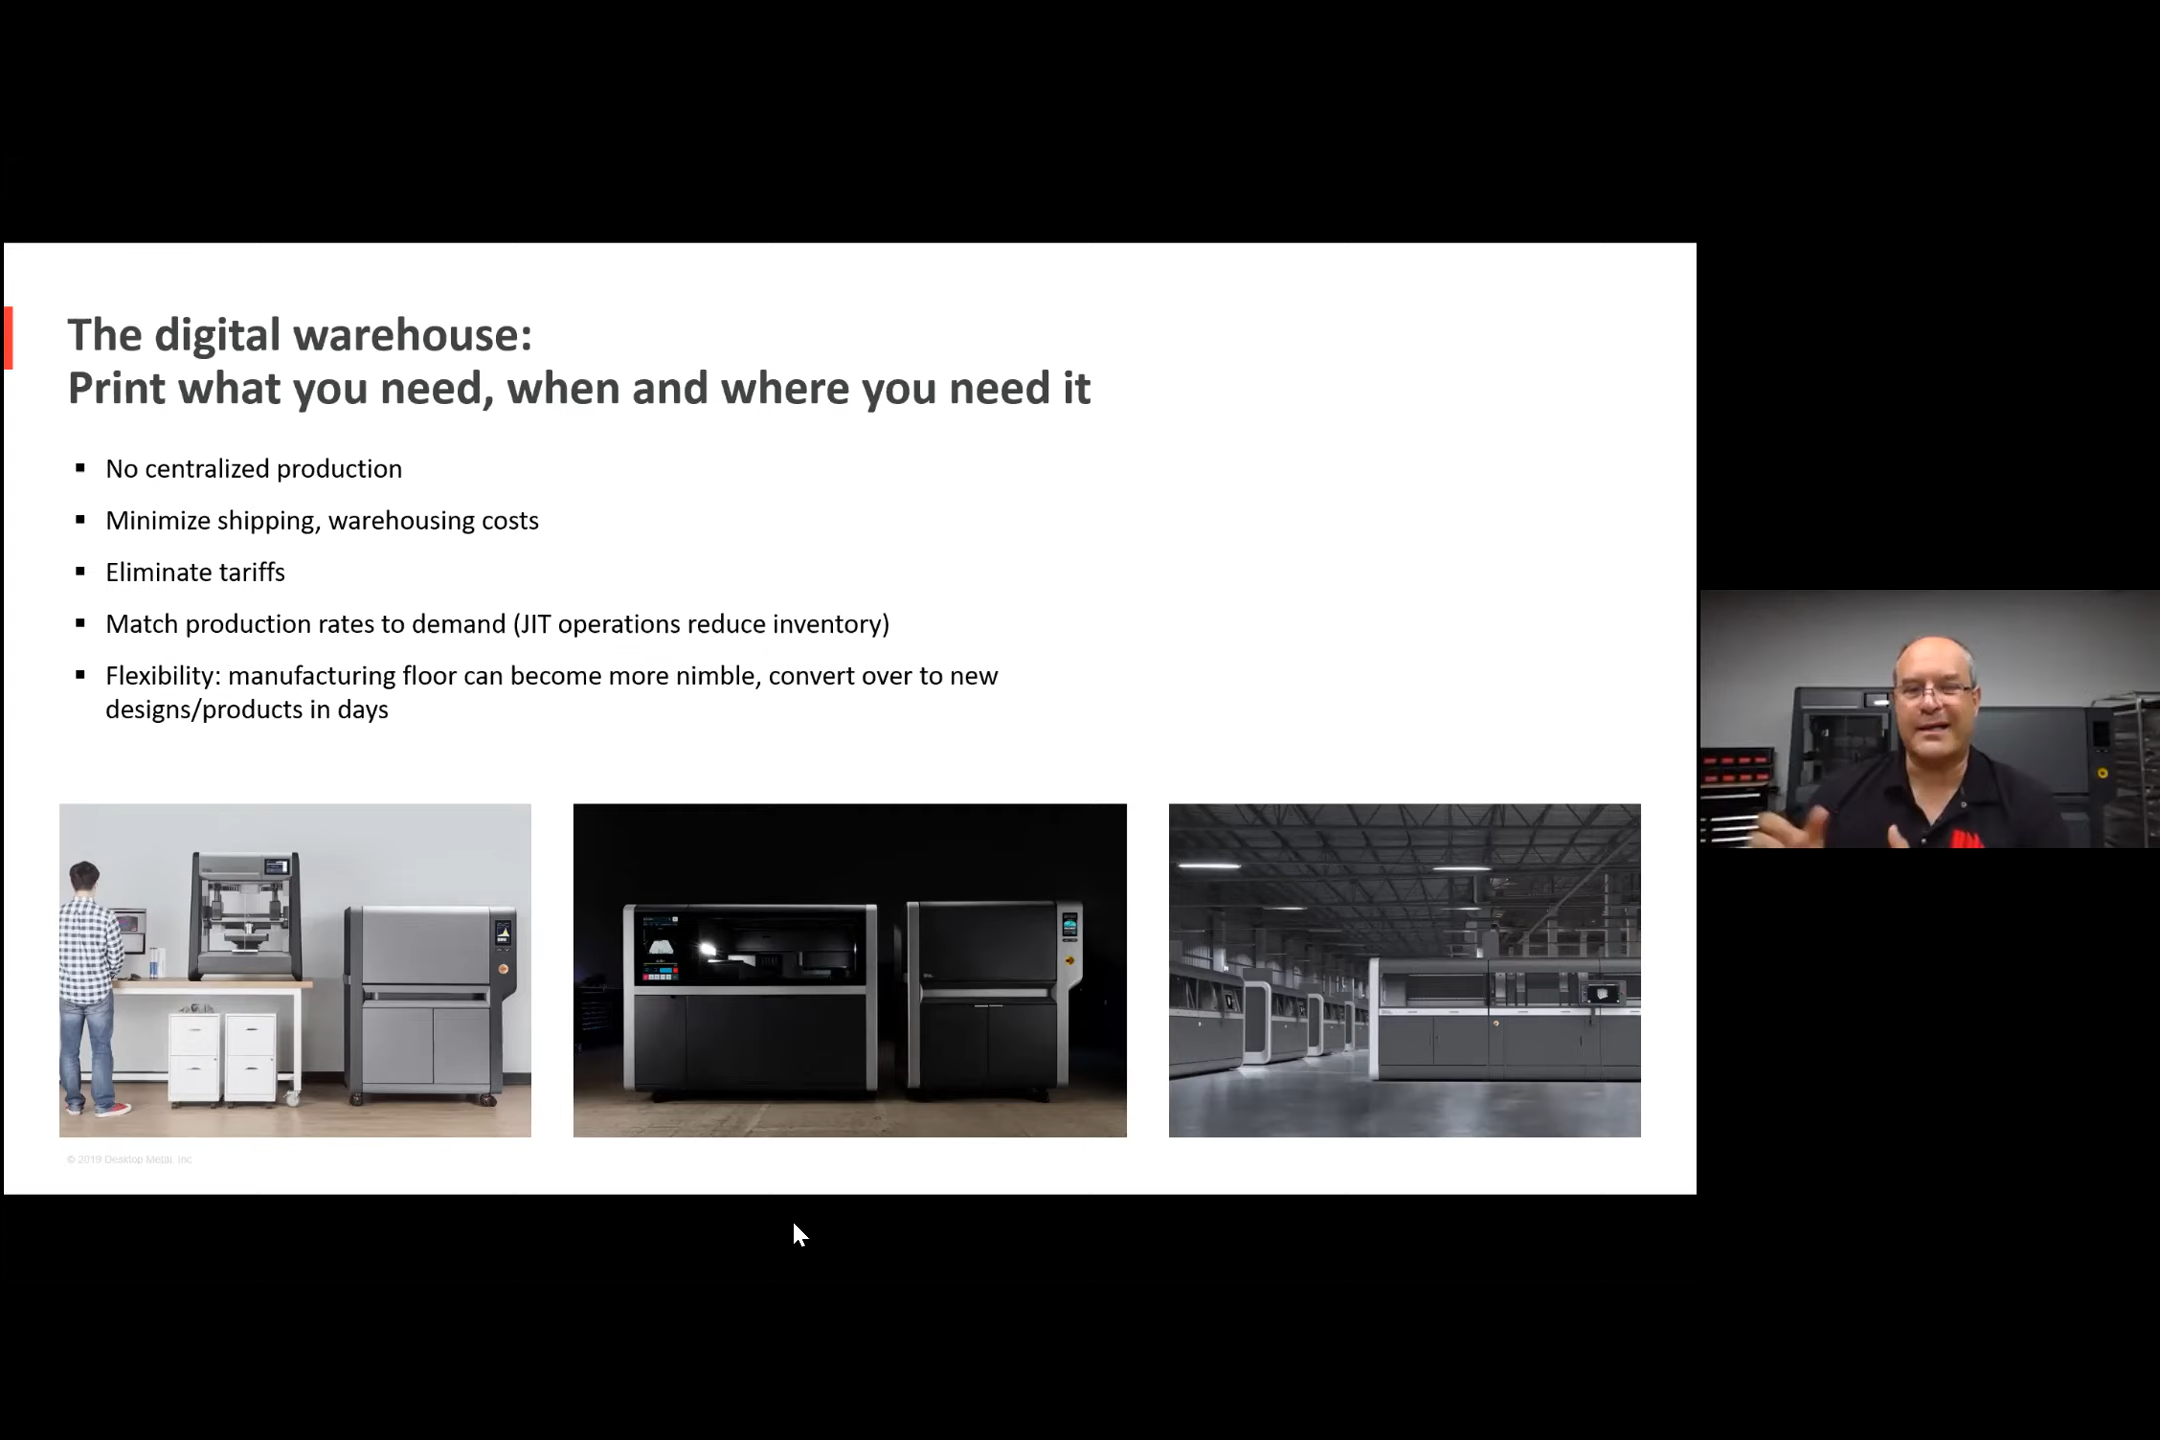 The digital warehouse:
Print what you need, when and where you need it
▪ No centralized production
▪ Minimize shipping, warehousing costs
▪ Eliminate tariffs
▪ Match production rates to demand (JIT operations reduce inventory)
▪ Flexibility: manufacturing floor can become more nimble, convert over to new
designs/products in days
© 2019 Desktop Metal, Inc